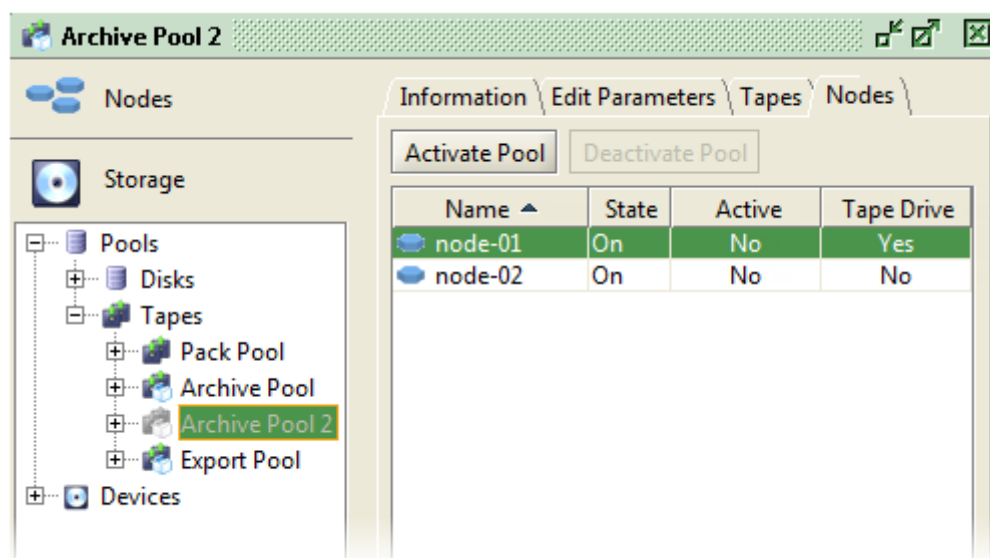 Archive Pool 2
Nodes
Storage
Pools
Disks
Tapes
Pack Pool
Archive Pool
Archive Pool 2
Export Pool
Devices
Information Edit Parameters Tapes Nodes
Activate Pool Deactivate Pool
Name State Active Tape Drive
node-01 On No Yes
node-02 On No No